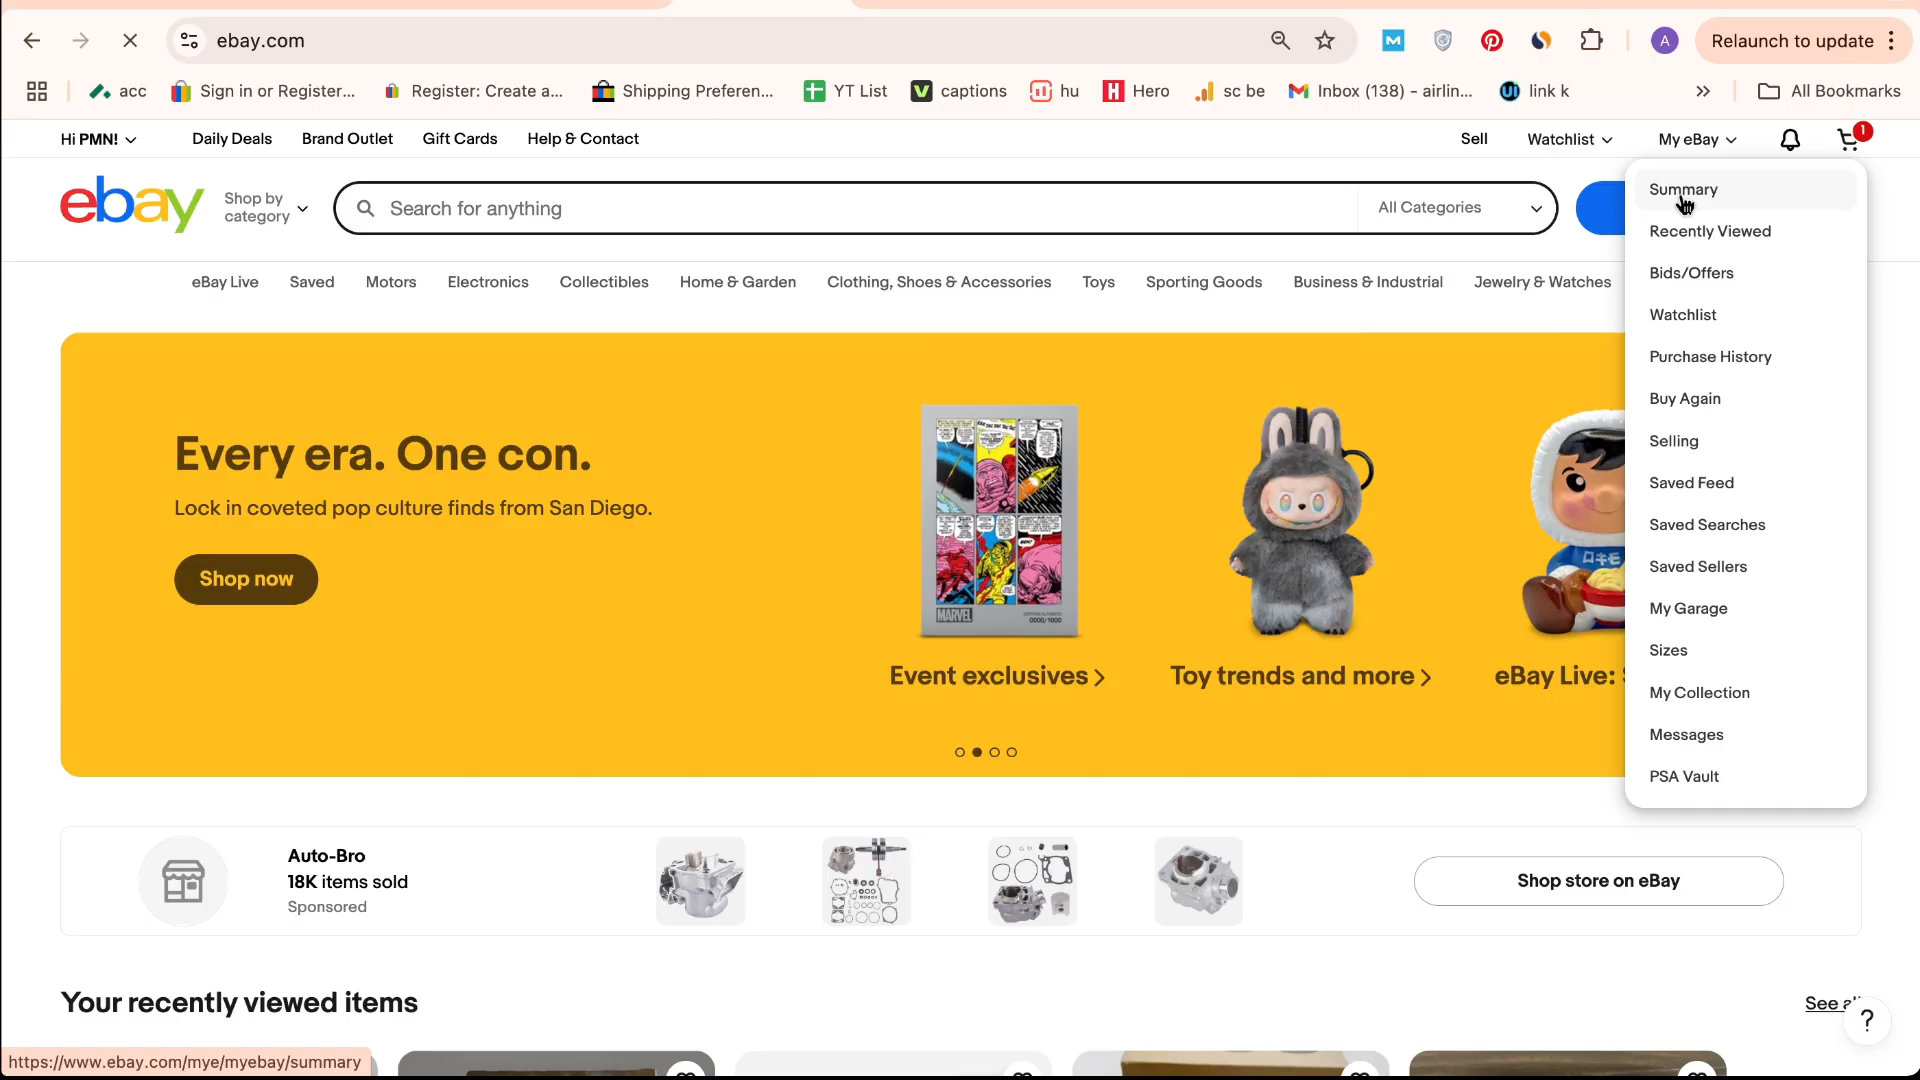 ebay.com
Relaunch to update
A
acc
Sign in or Register...
Register: Create a...
Shipping Preferen...
YT List
captions
hu
Hero
sc be
Inbox (138) - airlin...
link k
All Bookmarks
Hi PMN!
Daily Deals
Brand Outlet
Gift Cards
Help & Contact
Sell
Watchlist
My eBay
1
ebay
Shop by
category
Search for anything
All Categories
Summary
Recently Viewed
Bids/Offers
Watchlist
Purchase History
Buy Again
Selling
Saved Feed
Saved Searches
Saved Sellers
My Garage
Sizes
My Collection
Messages
PSA Vault
eBay Live
Saved
Motors
Electronics
Collectibles
Home & Garden
Clothing, Shoes & Accessories
Toys
Sporting Goods
Business & Industrial
Jewelry & Watches
Every era. One con.
Lock in coveted pop culture finds from San Diego.
Shop now
MARVEL
0000/1000
Event exclusives
Toy trends and more
eBay Live:
Auto-Bro
18K items sold
Sponsored
Shop store on eBay
Your recently viewed items
See al
?
https://www.ebay.com/mye/myebay/summary